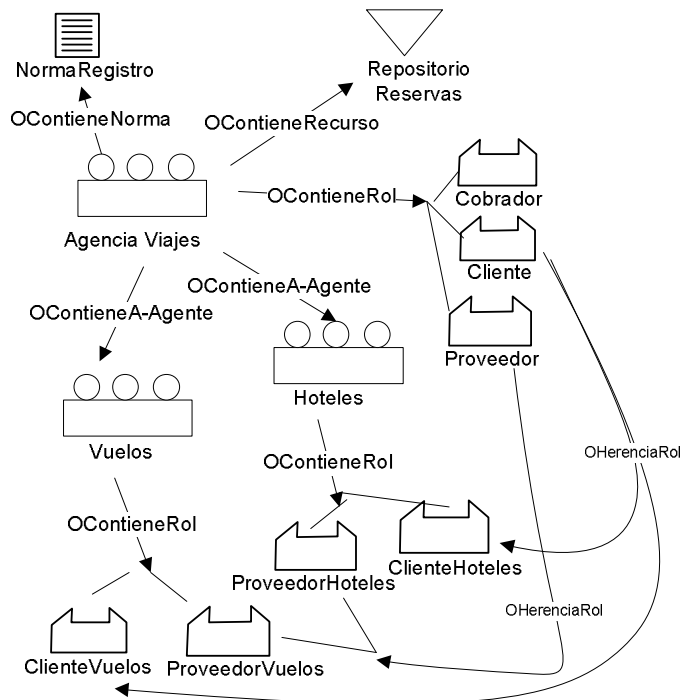 NormaRegistro
Repositorio
Reservas
OContieneNorma
OContieneRecurso
OContieneRol
Cobrador
Agencia Viajes
Cliente
OContieneA-Agente
OContieneA-Agente
Proveedor
Hoteles
Vuelos
OHerenciaRol
OContieneRol
OContieneRol
ClienteHoteles
ProveedorHoteles
OHerenciaRol
ClienteVuelos
ProveedorVuelos